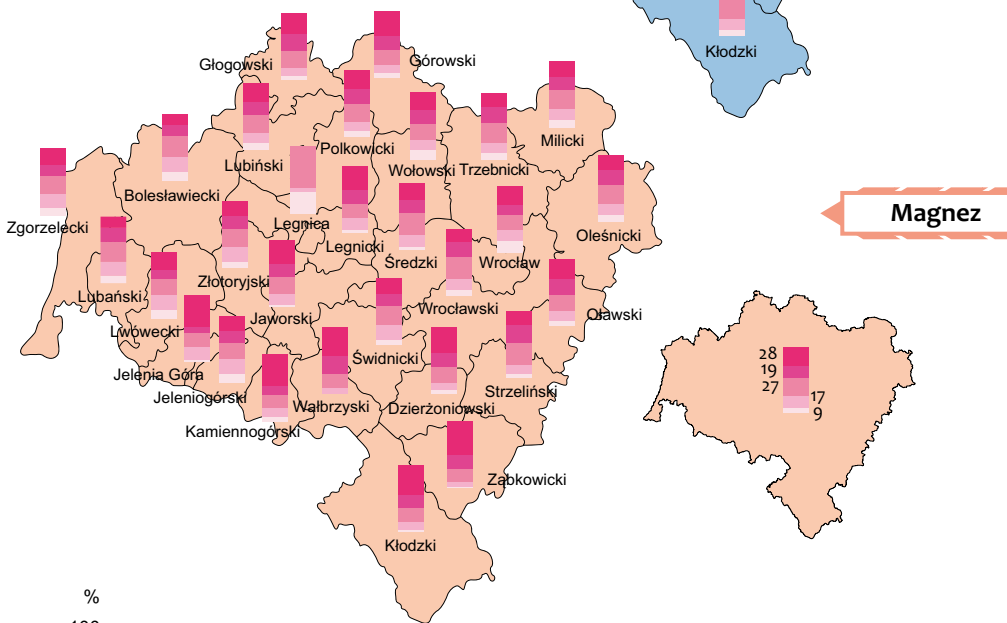 Kłodzki
Głogowski
Górowski
Polkowicki
Milicki
Lubiński
Wołowski
Trzebnicki
Bolesławiecki
Legnica
Zgorzelecki
Oleśnicki
Legnicki
Średzki
Wrocław
Złotoryjski
Lubański
Wrocławski
Oławski
Jaworski
Lwówecki
Świdnicki
Jelenia Góra
Strzeliński
Jeleniogórski
Wałbrzyski
Dzierżoniowski
Kamiennogórski
Ząbkowicki
Kłodzki
Magnez
28
19
27
17
9
%
100